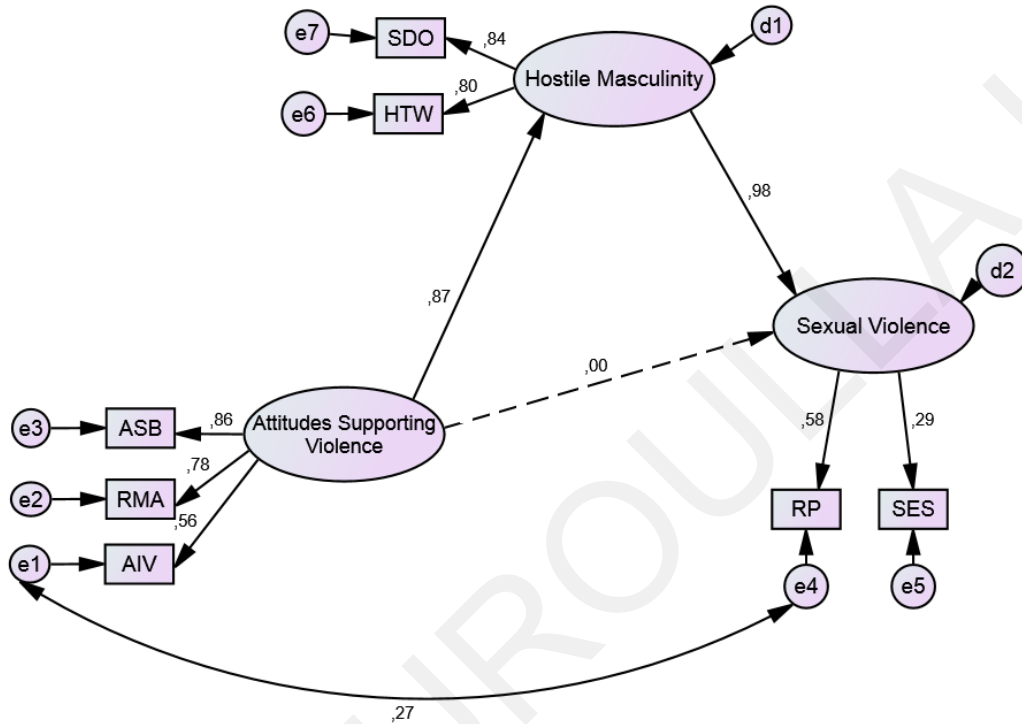 e7
SDO
,84
d1
Hostile Masculinity
e6
HTW
,80
,98
d2
,87
Sexual Violence
,00
e3
ASB
,86
Attitudes Supporting
Violence
,58
,29
e2
RMA
,78
RP
SES
,56
e1
AIV
e4
e5
,27